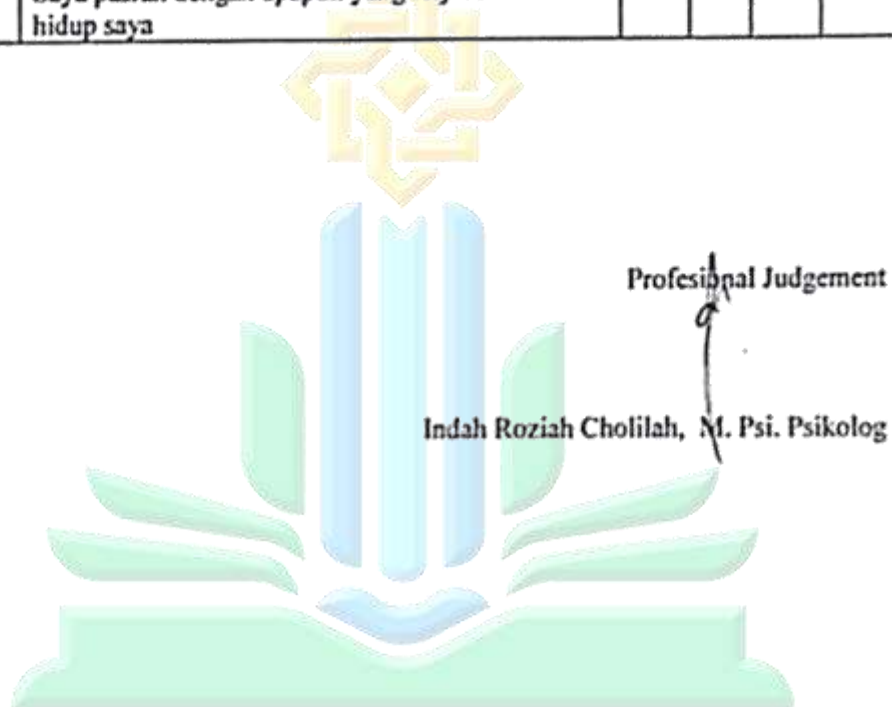 hidup saya
Profesional Judgement
Indah Roziah Cholilah, M. Psi. Psikolog